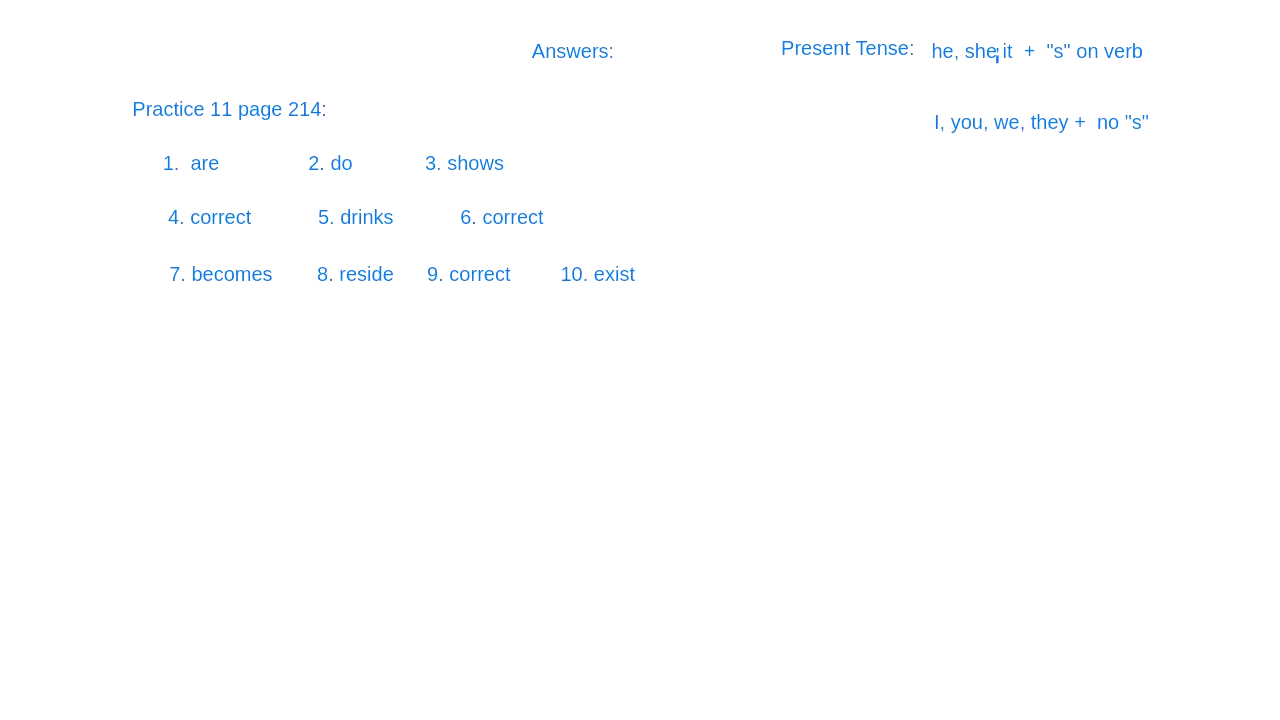 Answers:
Present Tense: he, she, it + "s" on verb
Practice 11 page 214:
I, you, we, they + no "s"
1. are 2. do 3. shows
4. correct 5. drinks 6. correct
7. becomes 8. reside 9. correct 10. exist